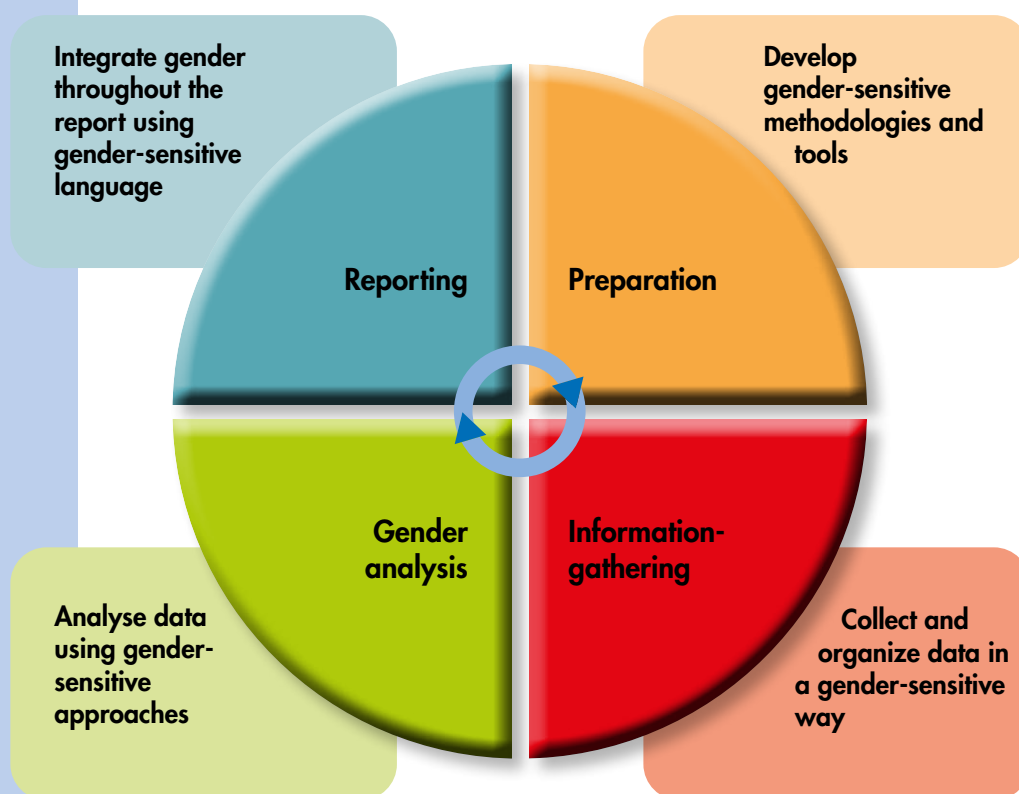 Integrate gender
throughout the
report using
gender-sensitive
language
Develop
gender-sensitive
methodologies and
tools
Reporting
Preparation
Gender
analysis
Information-
gathering
Analyse data
using gender-
sensitive
approaches
Collect and
organize data in
a gender-sensitive
way